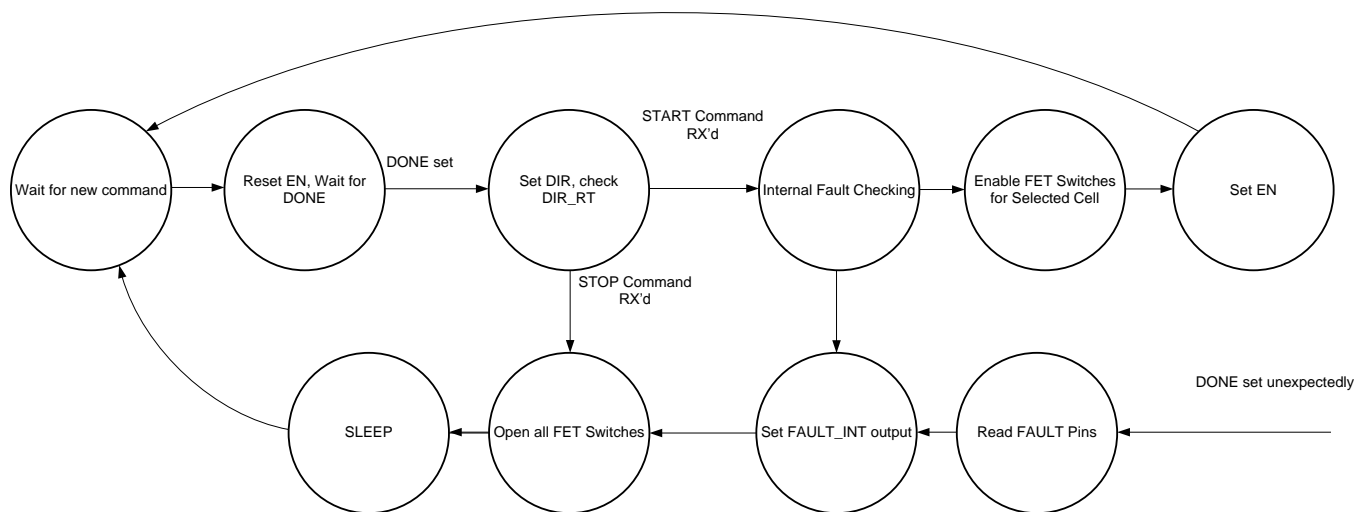 START Command
RX'd
DONE set
Wait for new command
Reset EN, Wait for
DONE
Set DIR, check
DIR_RT
Internal Fault Checking
Enable FET Switches
for Selected Cell
Set EN
STOP Command
RX'd
DONE set unexpectedly
SLEEP
Open all FET Switches
Set FAULT_INT output
Read FAULT Pins